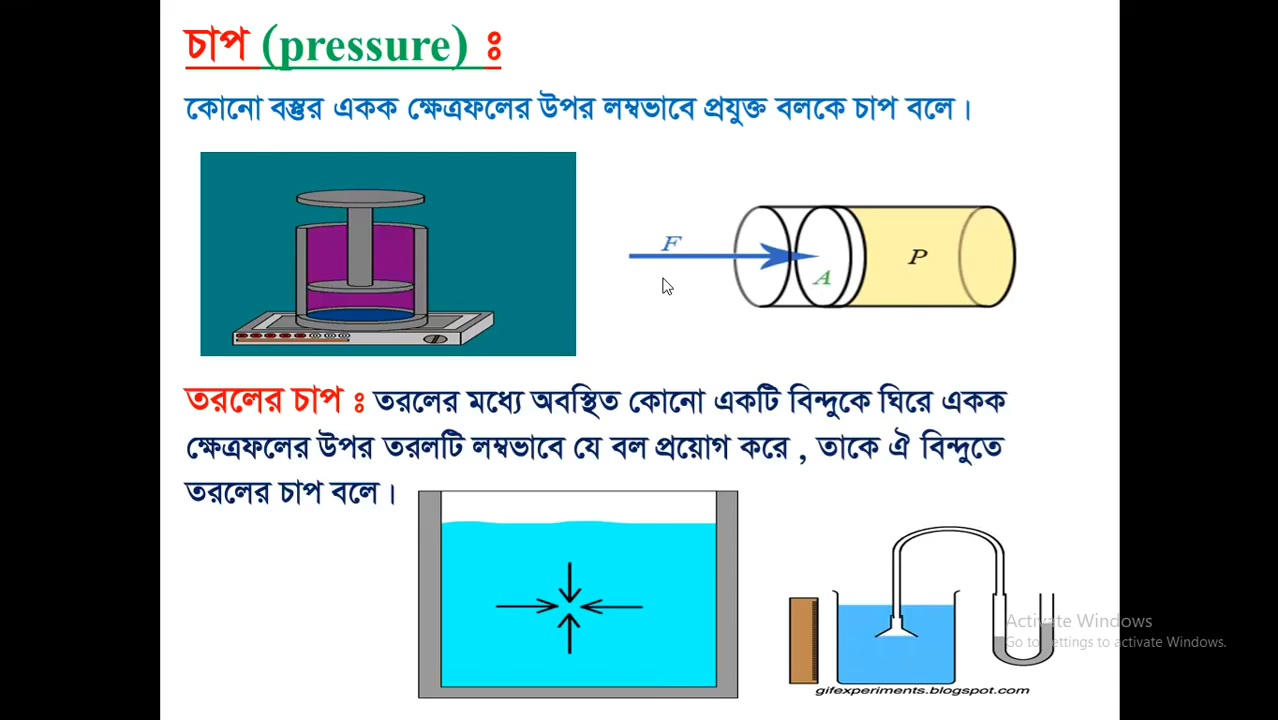 চাপ (pressure) ঃ
কোনো বস্তুর একক ক্ষেত্রফলের উপর লম্বভাবে প্রযুক্ত বলকে চাপ বলে।
F
A
P
তরলের চাপ ঃ তরলের মধ্যে অবস্থিত কোনো একটি বিন্দুকে ঘিরে একক
ক্ষেত্রফলের উপর তরলটি লম্বভাবে যে বল প্রয়োগ করে , তাকে ঐ বিন্দুতে
তরলের চাপ বলে।
Activate Windows
Go to Settings to activate Windows.
gifexperiments.blogspot.com